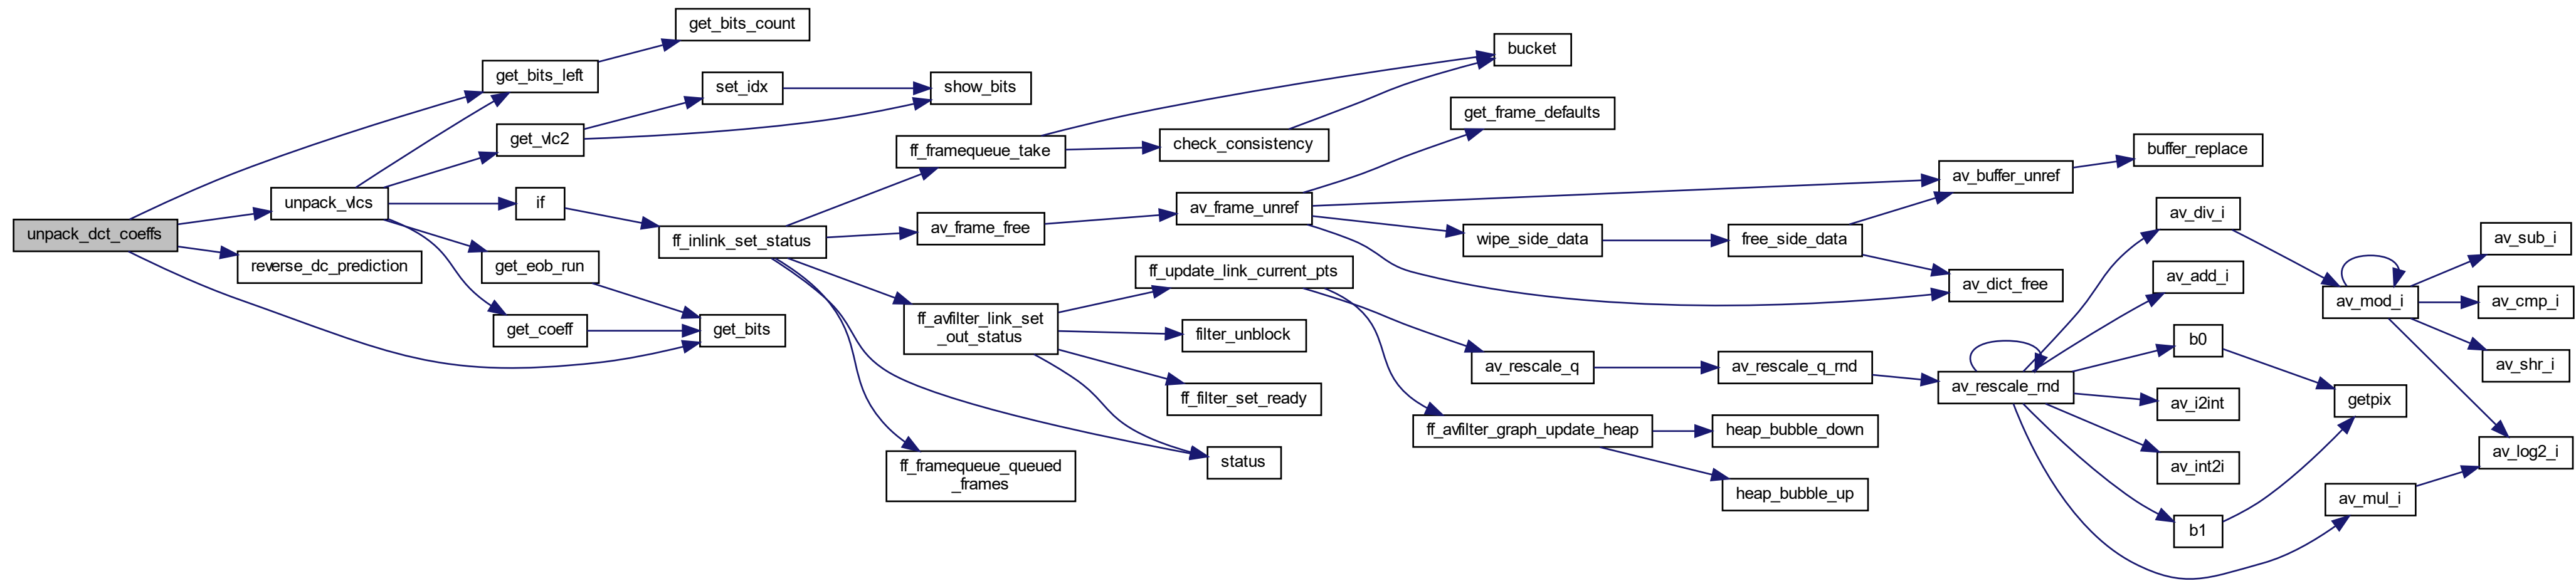 unpack_dct_coeffs
get_bits_left
unpack_vlcs
reverse_dc_prediction
get_bits_count
get_vlc2
if
get_eob_run
get_coeff
get_bits
set_idx
show_bits
ff_inlink_set_status
ff_framequeue_take
av_frame_free
ff_avfilter_link_set
_out_status
ff_framequeue_queued
_frames
status
check_consistency
bucket
av_frame_unref
get_frame_defaults
wipe_side_data
free_side_data
av_buffer_unref
av_dict_free
buffer_replace
ff_update_link_current_pts
filter_unblock
ff_filter_set_ready
av_rescale_q
ff_avfilter_graph_update_heap
av_rescale_q_rnd
heap_bubble_down
heap_bubble_up
av_rescale_rnd
av_div_i
av_add_i
b0
av_i2int
av_int2i
b1
av_mod_i
getpix
av_mul_i
av_sub_i
av_cmp_i
av_shr_i
av_log2_i